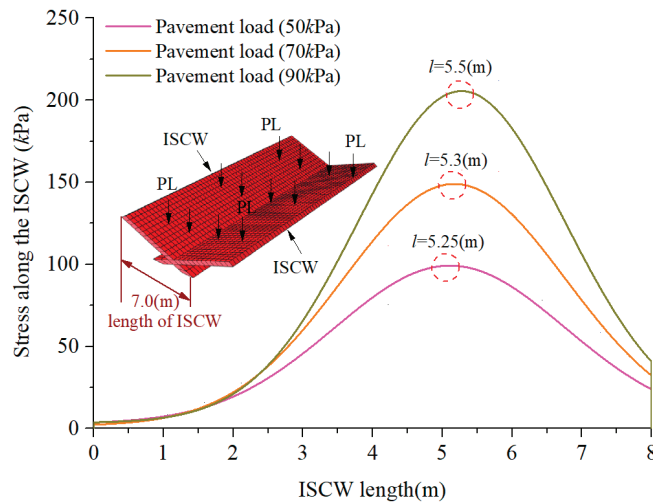 Pavement load (50kPa)
Pavement load (70kPa)
Pavement load (90kPa)
250
200
150
100
50
0
Stress along the ISCW (kPa)
l=5.5(m)
l=5.3(m)
l=5.25(m)
ISCW
PL
PL
PL
PL
ISCW
7.0(m)
length of ISCW
0 1 2 3 4 5 6 7 8
ISCW length(m)